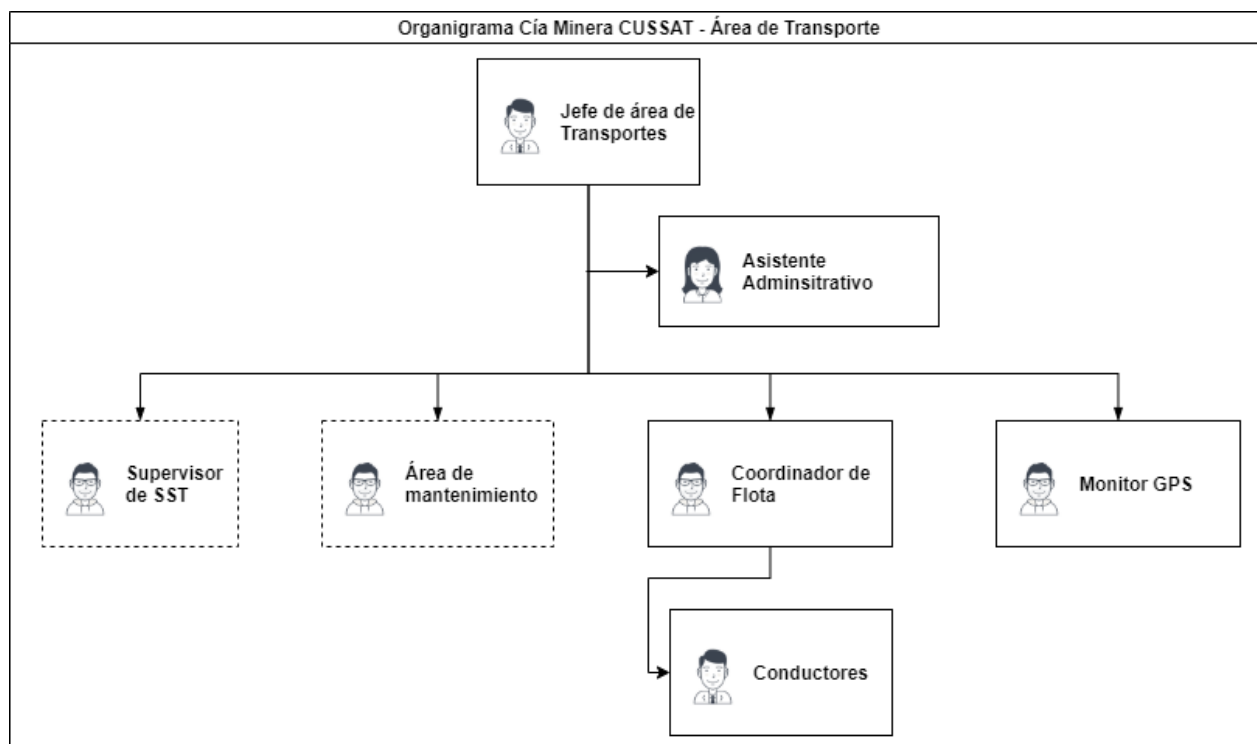 Organigrama Cía Minera CUSSAT - Área de Transporte
Jefe de área de
Transportes
Asistente
Adminsitrativo
Supervisor
de SST
Área de
mantenimiento
Coordinador de
Flota
Monitor GPS
Conductores